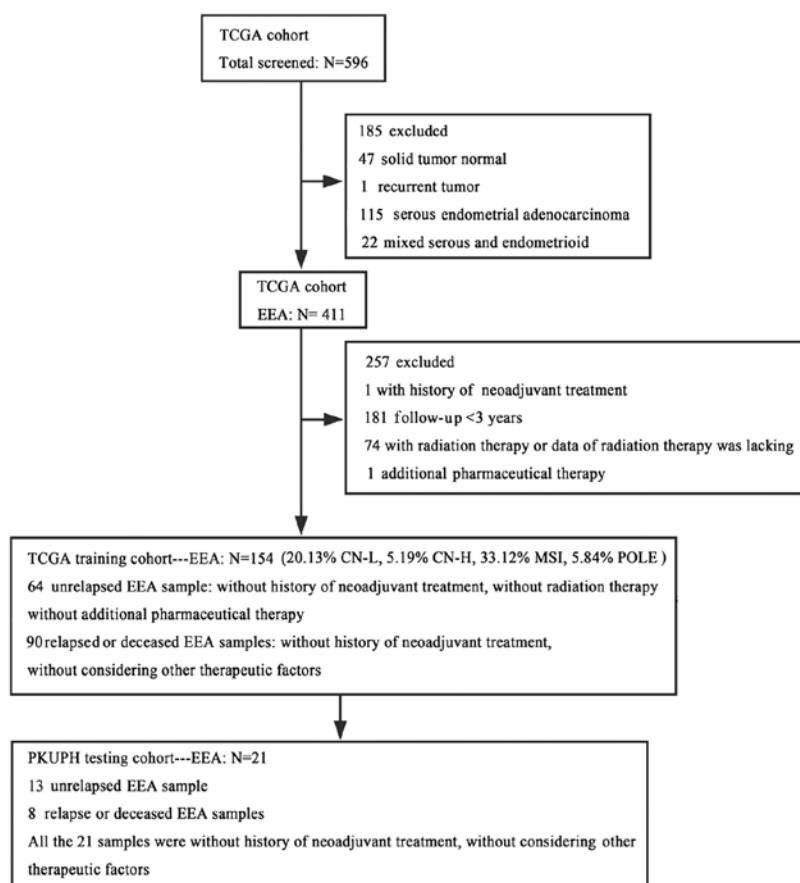 TCGA cohort
Total screened: N=596
185 excluded
47 solid tumor normal
1 recurrent tumor
115 serous endometrial adenocarcinoma
22 mixed serous and endometrioid
TCGA cohort
EEA: N= 411
257 excluded
1 with history of neoadjuvant treatment
181 follow-up <3 years
74 with radiation therapy or data of radiation therapy was lacking
1 additional pharmaceutical therapy
TCGA training cohort---EEA: N=154 (20.13% CN-L, 5.19% CN-H, 33.12% MSI, 5.84% POLE )
64 unrelapsed EEA sample: without history of neoadjuvant treatment, without radiation therapy
without additional pharmaceutical therapy
90 relapsed or deceased EEA samples: without history of neoadjuvant treatment,
without considering other therapeutic factors
PKUPH testing cohort---EEA: N=21
13 unrelapsed EEA sample
8 relapse or deceased EEA samples
All the 21 samples were without history of neoadjuvant treatment, without considering other
therapeutic factors